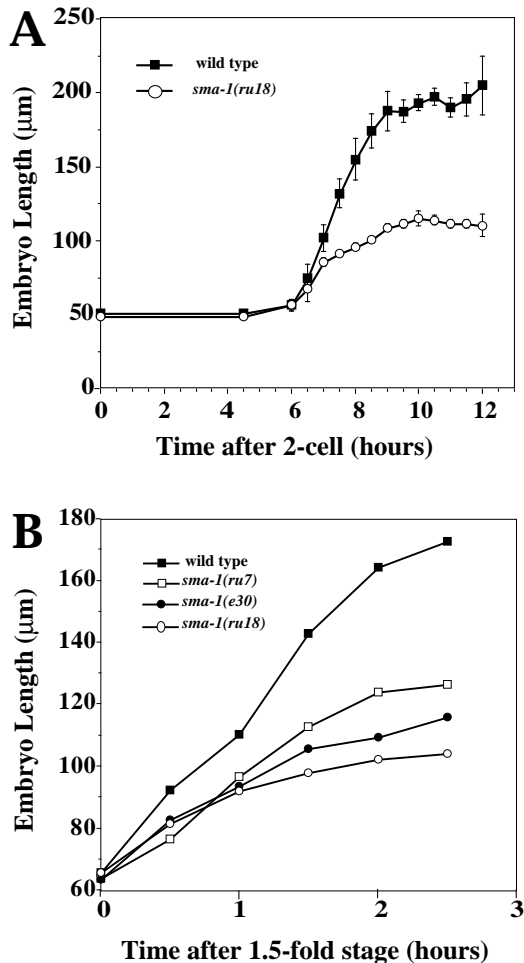 A
250
200
150
100
50
0
Embryo Length (μm)
wild type
sma-1(ru18)
0 2 4 6 8 10 12
Time after 2-cell (hours)
B
180
160
140
120
100
80
60
Embryo Length (μm)
wild type
sma-1(ru7)
sma-1(e30)
sma-1(ru18)
0 1 2 3
Time after 1.5-fold stage (hours)